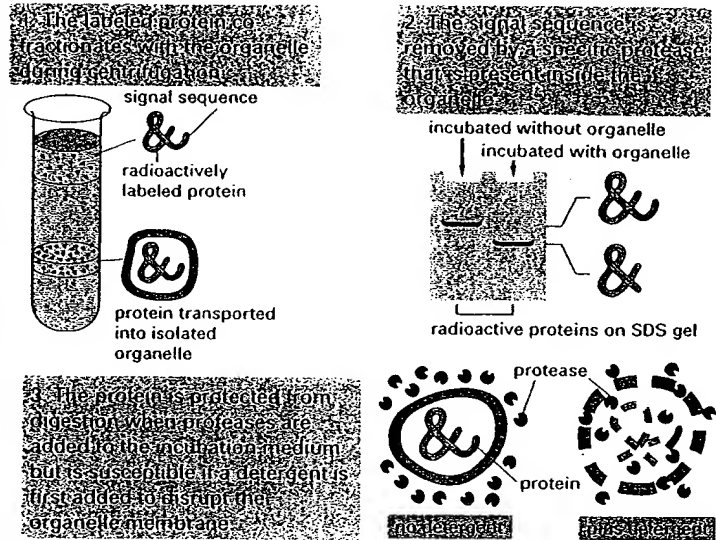 1. The labeled protein co-
fractionates with the organelle
during centrifugation.
signal sequence
radioactively
labeled protein
protein transported
into isolated
organelle
2. The signal sequence is
removed by a specific protease
that is present inside the
organelle.
incubated without organelle
incubated with organelle
radioactive proteins on SDS gel
3. The protein is protected from
digestion when proteases are
added to the incubation medium
but is susceptible if a detergent is
first added to disrupt the
organelle membrane.
protease
protein
no detergent
plus detergent